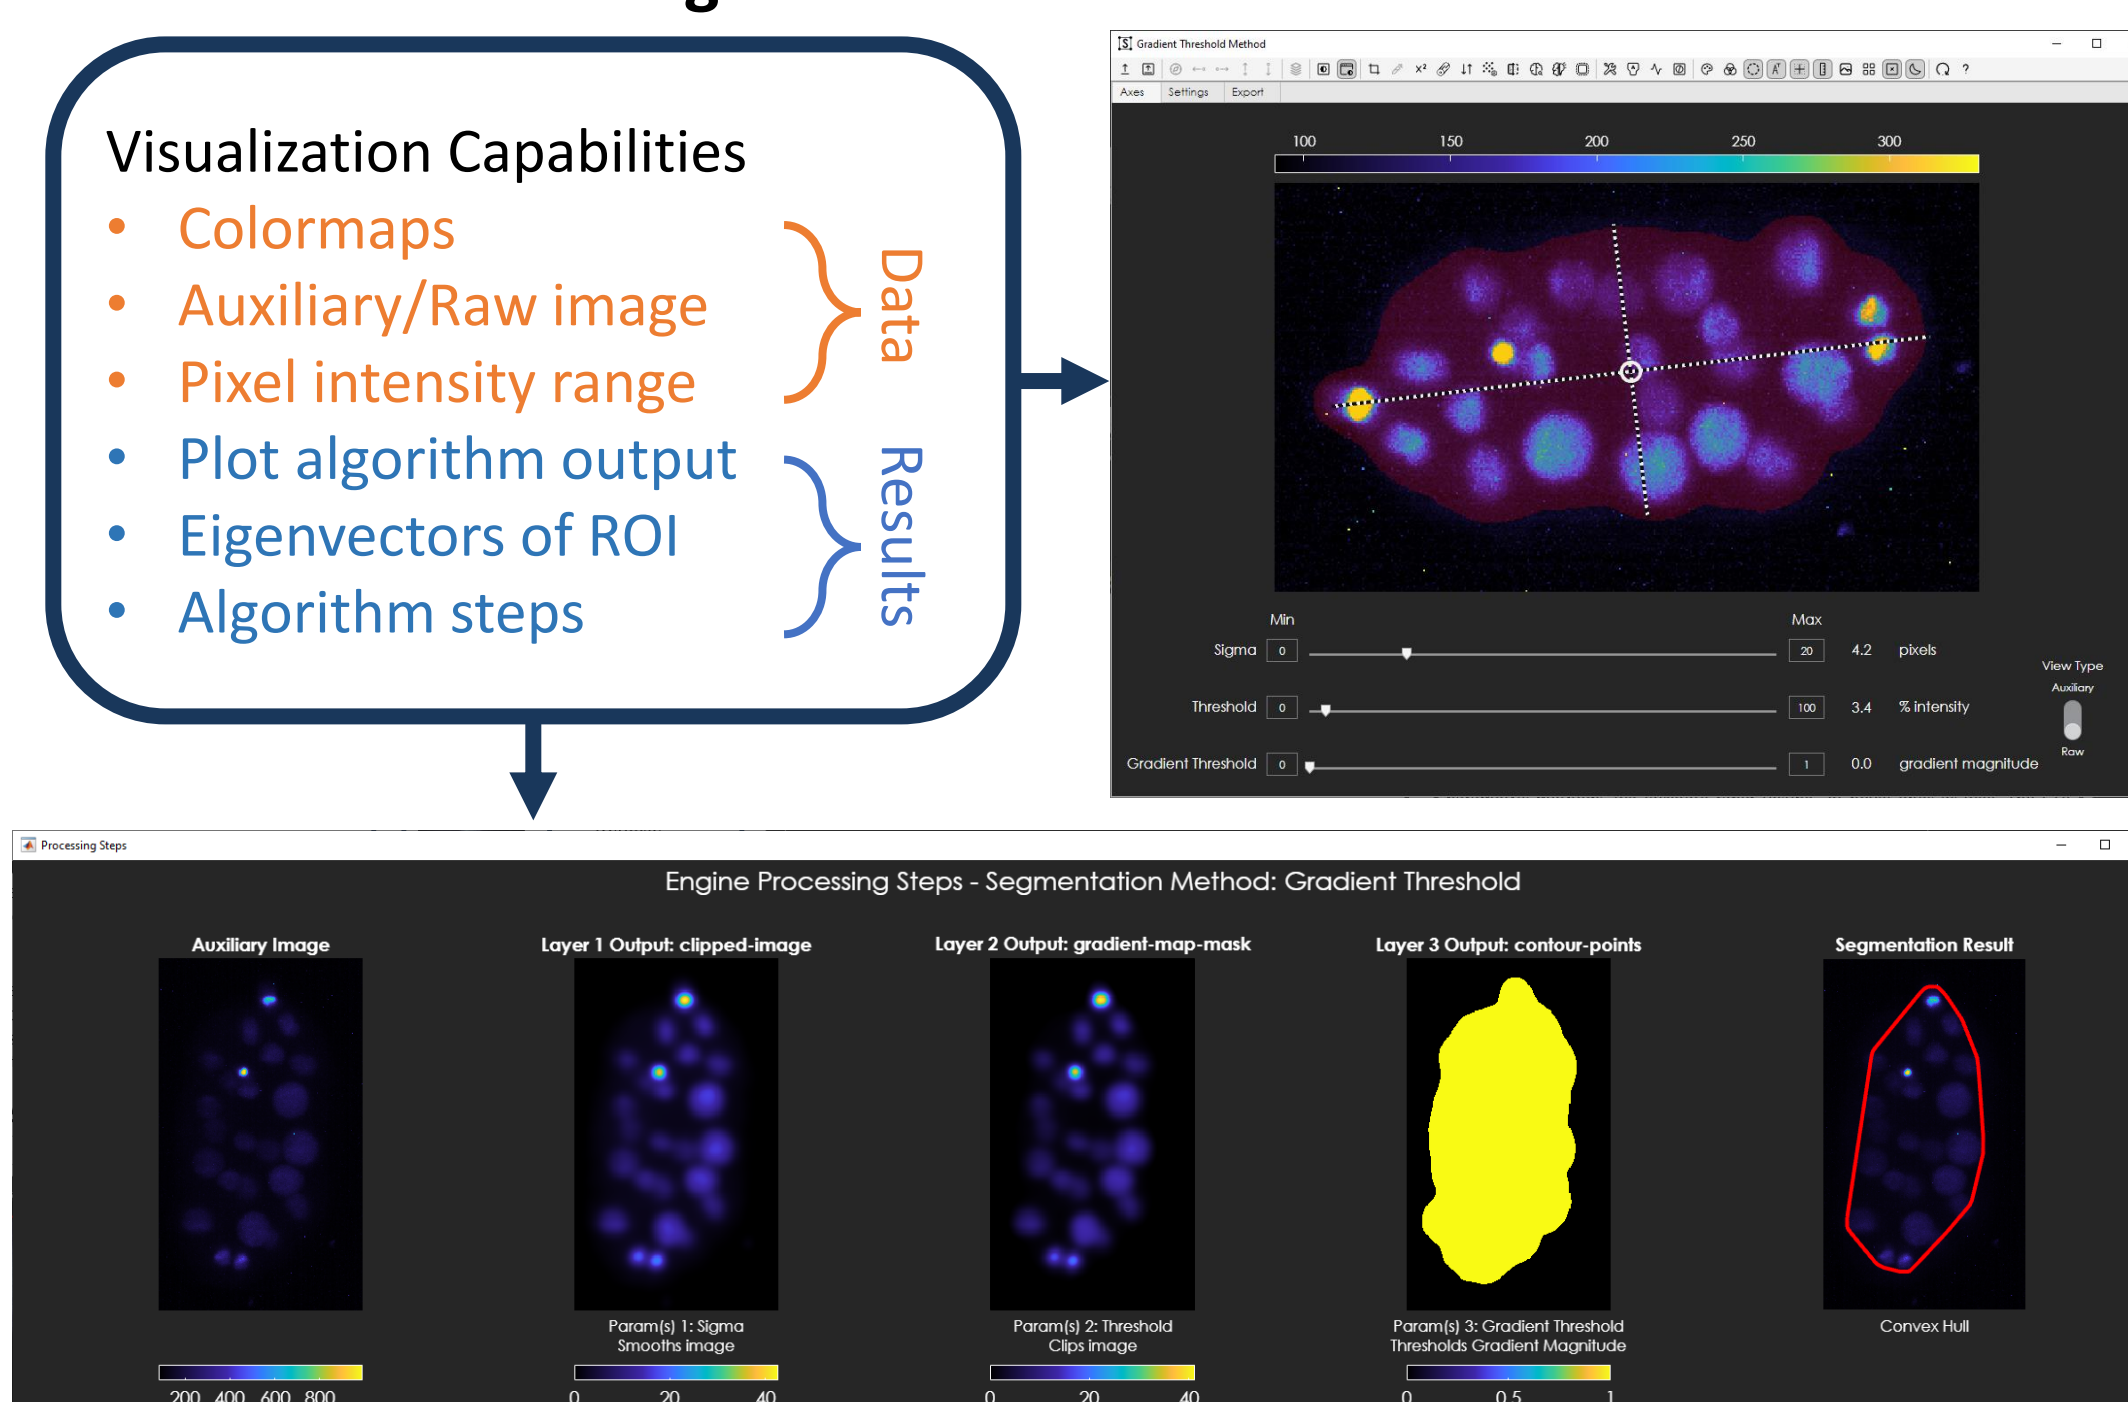 Visualization Capabilities
• Colormaps
• Auxiliary/Raw image
• Pixel intensity range
Data
• Plot algorithm output
• Eigenvectors of ROI
• Algorithm steps
Results
Gradient Threshold Method
Axes Settings Export
100 150 200 250 300
Min Max
Sigma 0 20 4.2 pixels
View Type
Auxiliary
Threshold 0 100 3.4 % intensity
Raw
Gradient Threshold 0 1 0.0 gradient magnitude
Processing Steps
Engine Processing Steps - Segmentation Method: Gradient Threshold
Auxiliary Image
Layer 1 Output: clipped-image
Layer 2 Output: gradient-map-mask
Layer 3 Output: contour-points
Segmentation Result
Param(s) 1: Sigma
Smooths image
Param(s) 2: Threshold
Clips image
Param(s) 3: Gradient Threshold
Thresholds Gradient Magnitude
Convex Hull
200 400 600 800
0 20 40
0 20 40
0 0.5 1